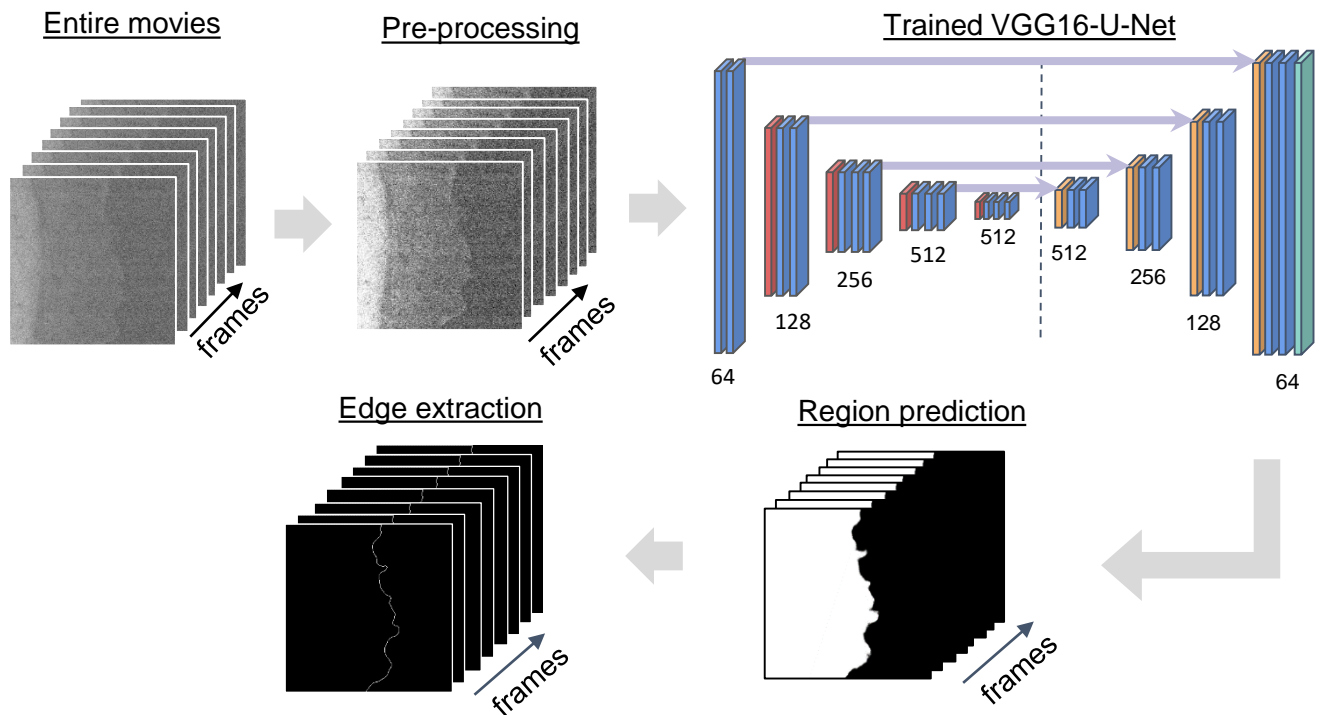 Entire movies
Pre-processing
Trained VGG16-U-Net
frames
frames
64
128
256
512
512
512
256
128
64
Edge extraction
Region prediction
frames
frames